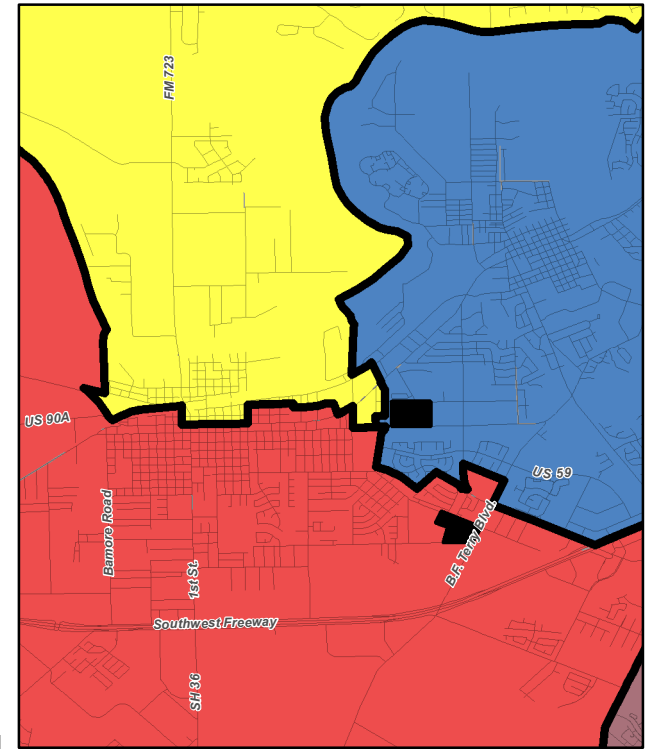 FM 723
US 90A
US 59
Bamore Road
B.F. Terry Blvd.
1st St.
Southwest Freeway
SH 36